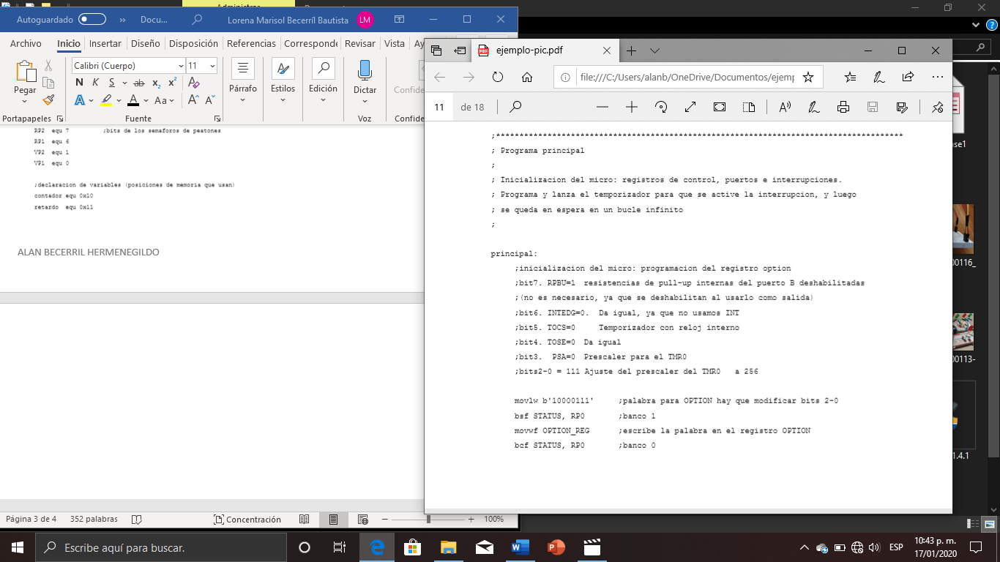 Administrar
Autoguardado
»
Docu...
Lorena Marisol Becerríl Bautista
LM
Archivo
Inicio
Insertar
Diseño
Disposición
Referencias
Corresponde
Revisar
Vista
Ay
Pegar
Calibri (Cuerpo)
11
N K S ab x₂ x²
A A Aa A A
Párrafo
Estilos
Edición
Dictar
Confide
Portapapeles
Fuente
Voz
Confide
RP2 equ 7 ;bits de los semaforos de peatones
RP1 equ 6
VP2 equ 1
VP1 equ 0
;declaracion de variables (posiciones de memoria que usan)
contador equ 0x10
retardo equ 0x11
ALAN BECERRIL HERMENEGILDO
Página 3 de 4
352 palabras
Concentración
100%
PDF
ejemplo-pic.pdf
file:///C:/Users/alanb/OneDrive/Documentos/ejemp
11 de 18
;**************************************************************************************
; Programa principal
;
; Inicializacion del micro: registros de control, puertos e interrupciones.
; Programa y lanza el temporizador para que se active la interrupcion, y luego
; se queda en espera en un bucle infinito
;
principal:
;inicializacion del micro: programacion del registro option
;bit7. RPBU=1 resistencias de pull-up internas del puerto B deshabilitadas
;(no es necesario, ya que se deshabilitan al usarlo como salida)
;bit6. INTEDG=0. Da igual, ya que no usamos INT
;bit5. TOCS=0 Temporizador con reloj interno
;bit4. TOSE=0 Da igual
;bit3. PSA=0 Prescaler para el TMR0
;bits2-0 = 111 Ajuste del prescaler del TMR0 a 256
movlw b'10000111' ;palabra para OPTION hay que modificar bits 2-0
bsf STATUS, RP0 ;banco 1
movwf OPTION_REG ;escribe la palabra en el registro OPTION
bcf STATUS, RP0 ;banco 0
ase1
00116_
00113-
1.4.1
Escribe aquí para buscar.
ESP
10:43 p. m.
17/01/2020